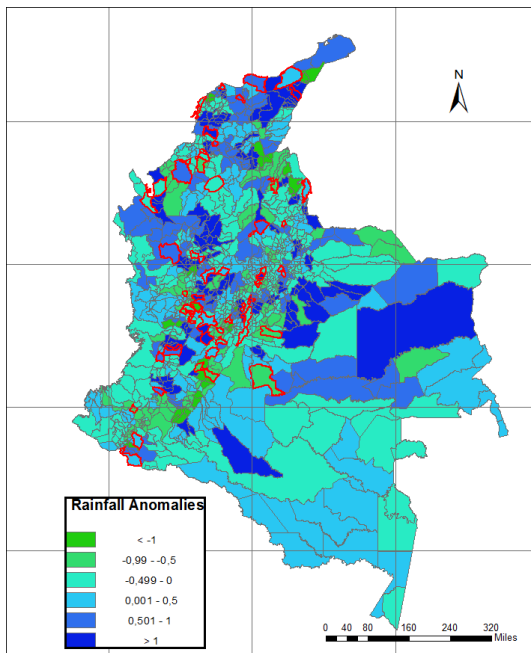 N
Rainfall Anomalies
< -1
-0,99 - -0,5
-0,499 - 0
0,001 - 0,5
0,501 - 1
> 1
0 40 80 160 240 320
Miles